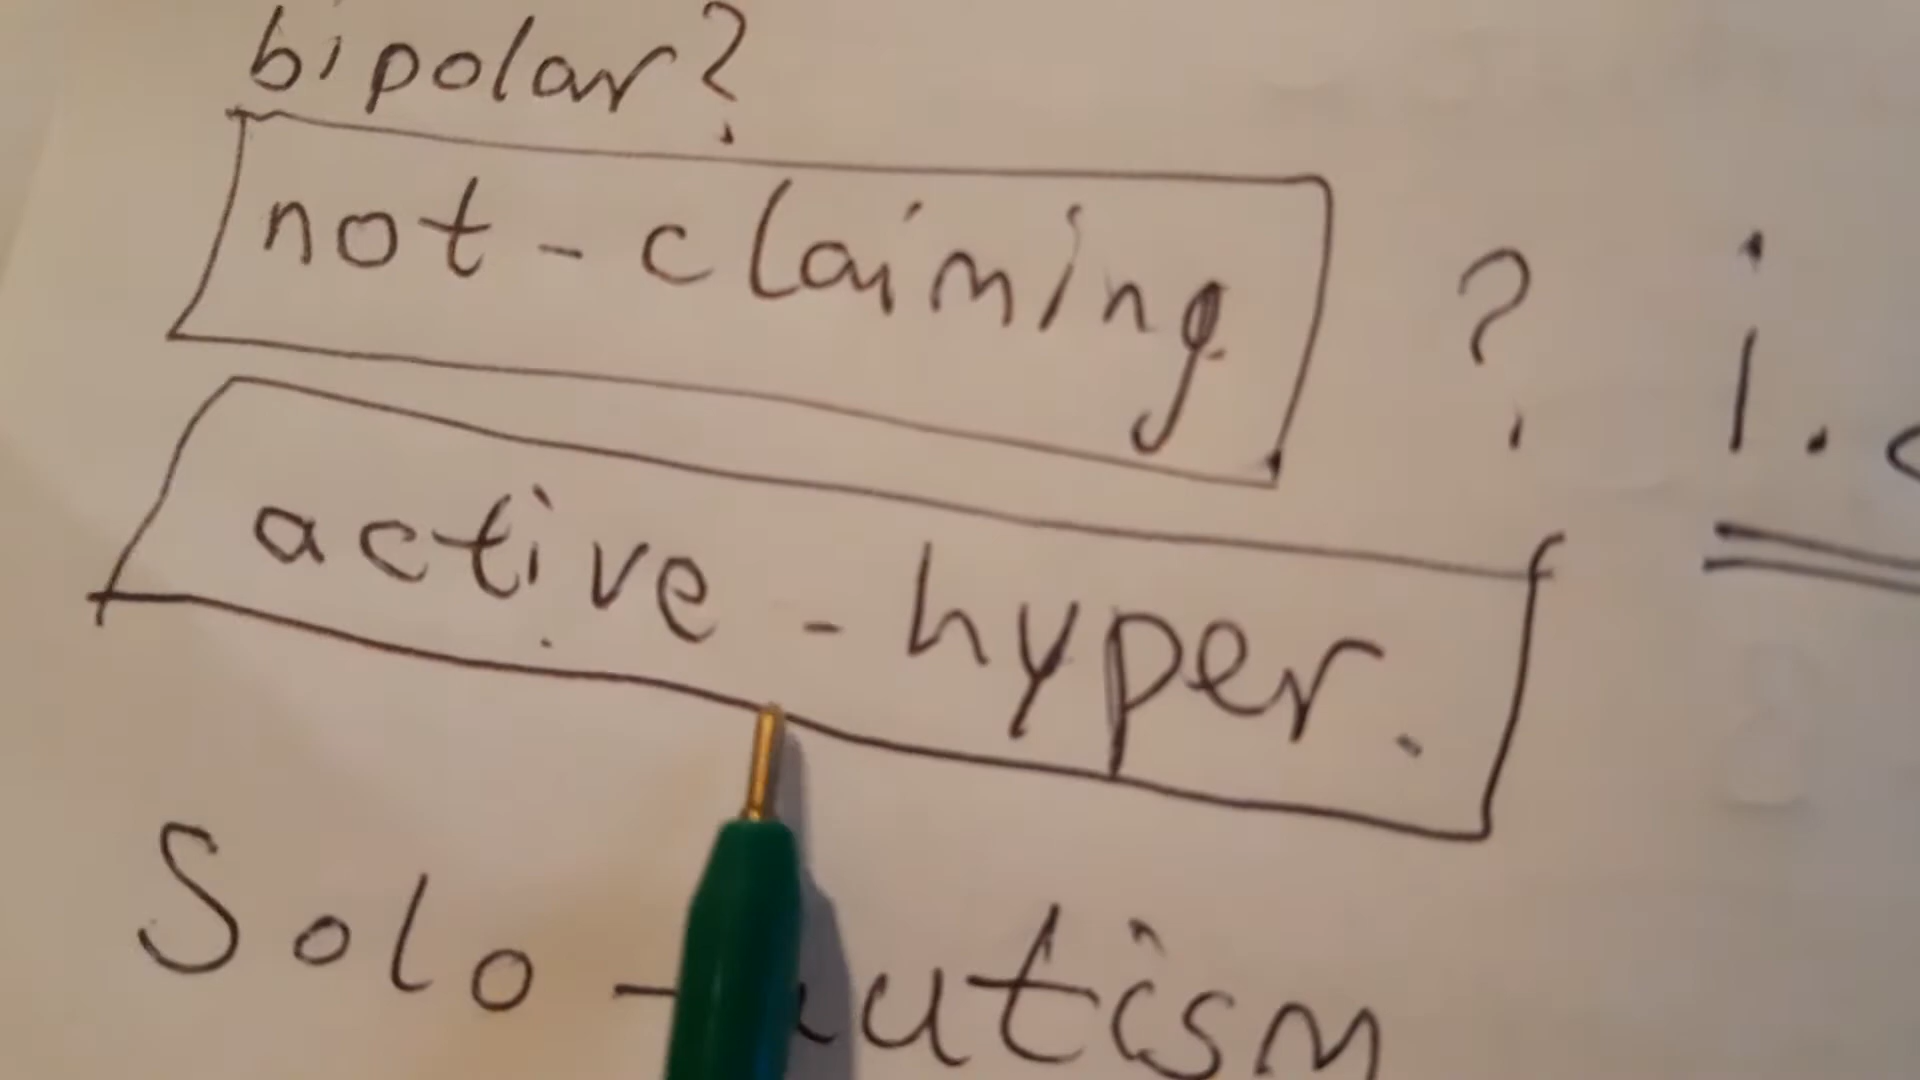 bipolar?
not - claiming ? i.
active - hyper.
Solo - autism